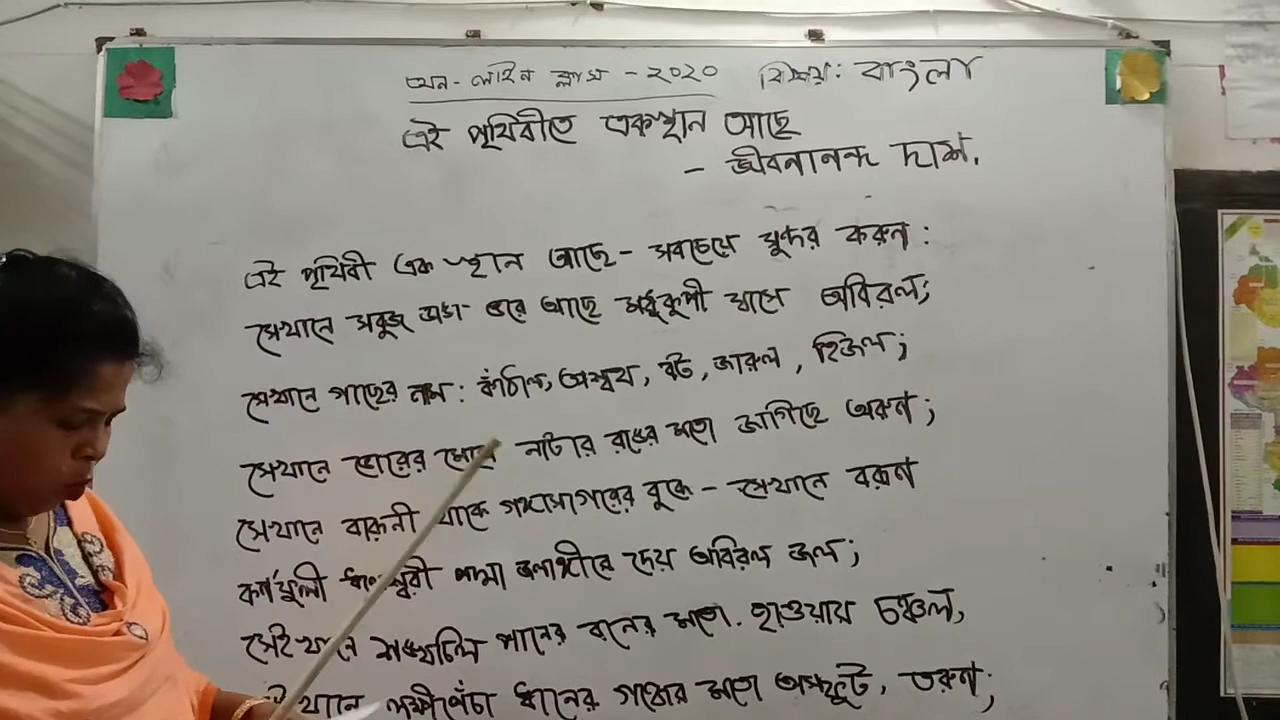 অন-লাইন ক্লাস - ২০২০ বিষয়: বাংলা
এই পৃথিবীতে একস্থান আছে
- জীবনানন্দ দাশ.
এই পৃথিবী এক স্থান আছে - সবচেয়ে সুন্দর করুন :
সেখানে সবুজ ডাঙা ভরে আছে মধুকূপী ঘাসে অবিরল;
সেখানে গাছের নাম : কাঁঠাল, অশ্বথ, বট, জারুল, হিজল;
সেখানে ভোরের মেঘে নাটার রঙের মতো জাগিছে অরুণ;
সেখানে বারুনী থাকে গঙ্গাসাগরের বুকে - সেখানে বরুণ
কর্ণফুলী ধলেশ্বরী পদ্মা জলাঙ্গীরে দেয় অবিরল জল;
সেইখানে শঙ্খচিল পানের বনের মতো. হাওয়ায় চঞ্চল,
খানে লক্ষ্মীপেঁচা ধানের গন্ধের মতো অস্ফুট, তরুণ;